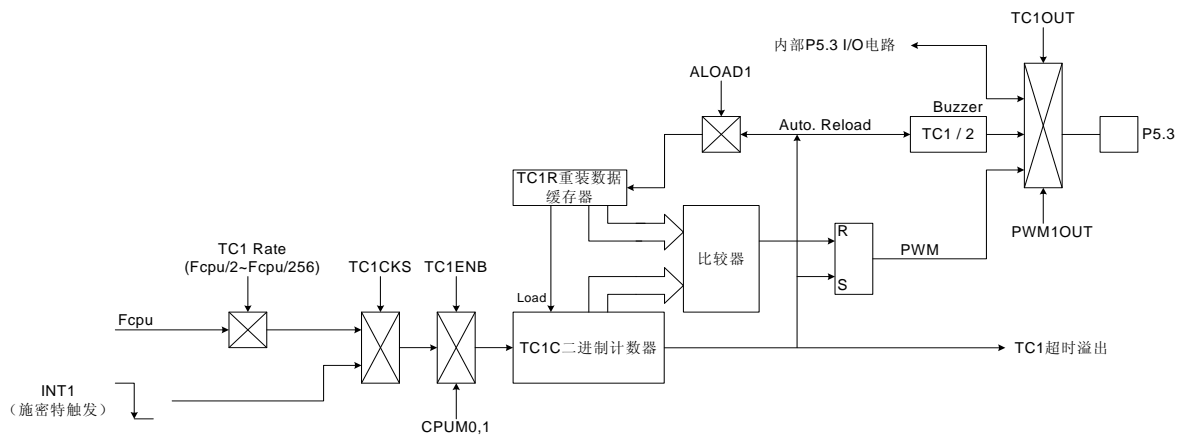 TC1OUT
内部P5.3 I/O电路
ALOAD1
Buzzer
Auto. Reload
TC1 / 2
P5.3
TC1R重装数据
缓存器
PWM1OUT
TC1 Rate
(Fcpu/2~Fcpu/256)
TC1CKS
TC1ENB
比较器
R
PWM
S
Load
Fcpu
TC1C二进制计数器
TC1超时溢出
INT1
（施密特触发）
CPUM0,1